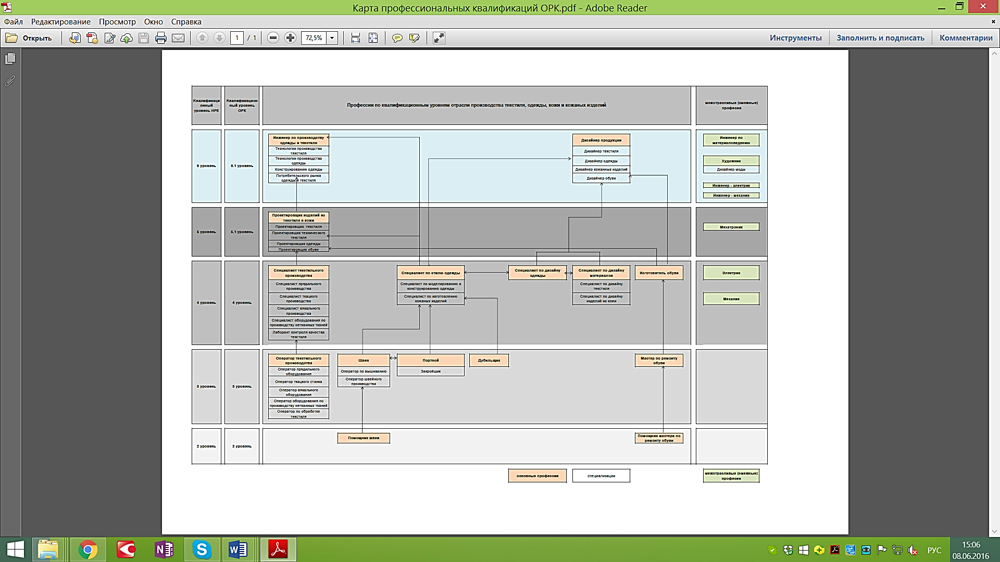 Карта профессиональных квалификаций ОРК.pdf - Adobe Reader
Файл Редактирование Просмотр Окно Справка
Открыть 1 / 1 72,5% Инструменты Заполнить и подписать Комментарии
Квалификаци
онный
уровень НРК
Квалификацион
ный уровень
ОРК
Профессии по квалификационным уровням отрасли производства текстиля, одежды, кожи и кожаных изделий
межотраслевые (смежные)
професии
6 уровень
6.1 уровень
Инженер по производству
одежды и текстиля
Технологии производства
текстиля
Технологии производства
одежды
Конструированию одежды
Потребительского рынка
одежды и текстиля
Дизайнер продукции
Дизайнер текстиля
Дизайнер одежды
Дизайнер кожанных изделий
Дизайнер обуви
Инженер по
материаловедению
Художник
Дизайнер моды
Инженер - электрик
Инженер - механик
5 уровень
5.1 уровень
Проектировщик изделий из
текстиля и кожи
Проектировщик текстиля
Проектировщик технического
текстиля
Проектировщик одежды
Проектировщик обуви
Мехатроник
4 уровень
4 уровень
Специалист текстильного
производства
Специалист прядильного
производства
Специалист ткацкого
производства
Специалист вязального
производства
Специалист оборудования по
производству нетканных тканей
Лаборант контроля качества
текстиля
Специалист по стилю одежды
Специалист по моделированию и
конструированию одежды
Специалист по изготовлению
кожаных изделий
Специалист по дизайну
одежды
Специалист по дизайну
материалов
Специалист по дизайну
текстиля
Специалист по дизайну
изделий из кожи
Изготовитель обуви
Электрик
Механик
3 уровень
3 уровень
Оператор текстильного
производства
Оператор прядильного
оборудования
Оператор ткацкого станка
Оператор вязального
оборудования
Оператор оборудования по
производству нетканных тканей
Оператор по обработке
текстиля
Швея
Оператор по вышиванию
Оператор швейного
производства
Портной
Закройщик
Дубильщик
Мастер по ремонту
обуви
2 уровень
2 уровень
Помощник швеи
Помощник мастера по
ремонту обуви
основные профессии
специализации
межотраслевые (смежные)
професии
РУС
15:06
08.06.2016